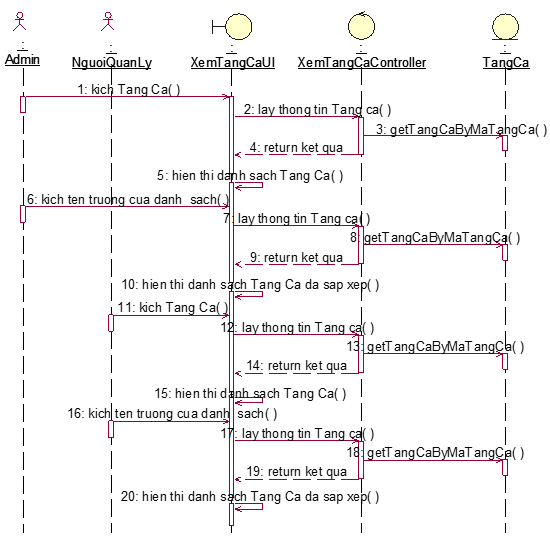 : Admin
: NguoiQuanLy
: XemTangCaUI
: XemTangCaController
: TangCa
1: kich Tang Ca( )
2: lay thong tin Tang ca( )
3: getTangCaByMaTangCa( )
4: return ket qua
5: hien thi danh sach Tang Ca( )
6: kich ten truong cua danh sach( )
7: lay thong tin Tang ca( )
8: getTangCaByMaTangCa( )
9: return ket qua
10: hien thi danh sach Tang Ca da sap xep( )
11: kich Tang Ca( )
12: lay thong tin Tang ca( )
13: getTangCaByMaTangCa( )
14: return ket qua
15: hien thi danh sach Tang Ca( )
16: kich ten truong cua danh sach( )
17: lay thong tin Tang ca( )
18: getTangCaByMaTangCa( )
19: return ket qua
20: hien thi danh sach Tang Ca da sap xep( )